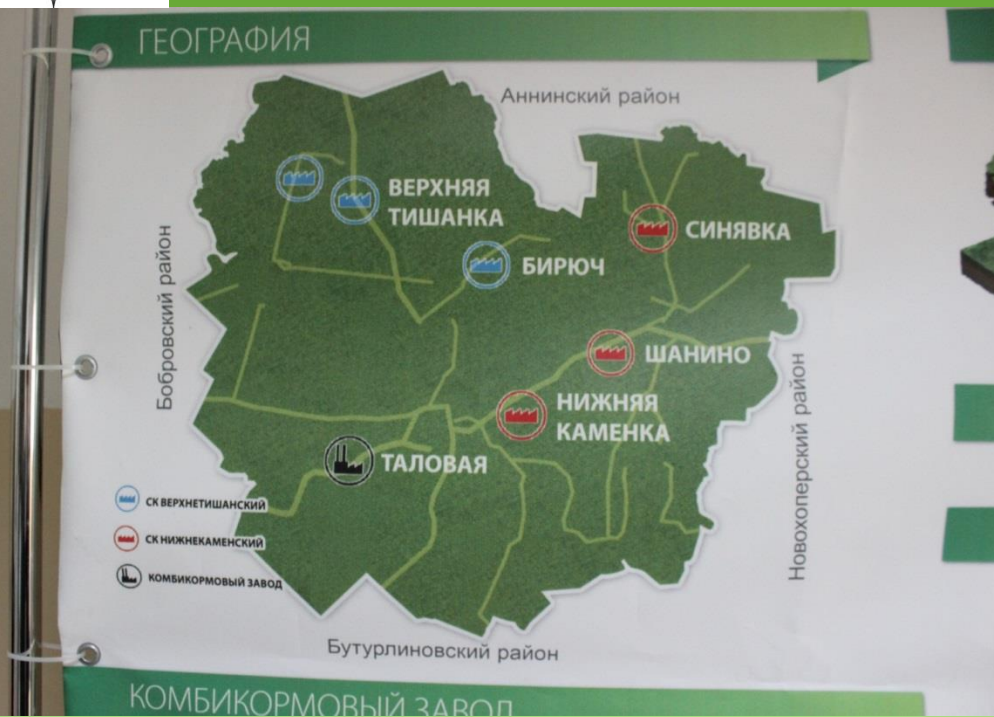 ГЕОГРАФИЯ
Аннинский район
ВЕРХНЯЯ
ТИШАНКА
СИНЯВКА
БИРЮЧ
Бобровский район
ШАНИНО
НИЖНЯЯ
КАМЕНКА
Новохоперский район
ТАЛОВАЯ
СК ВЕРХНЕТИШАНСКИЙ
СК НИЖНЕКАМЕНСКИЙ
КОМБИКОРМОВЫЙ ЗАВОД
Бутурлиновский район
КОМБИКОРМОВЫЙ ЗАВОД